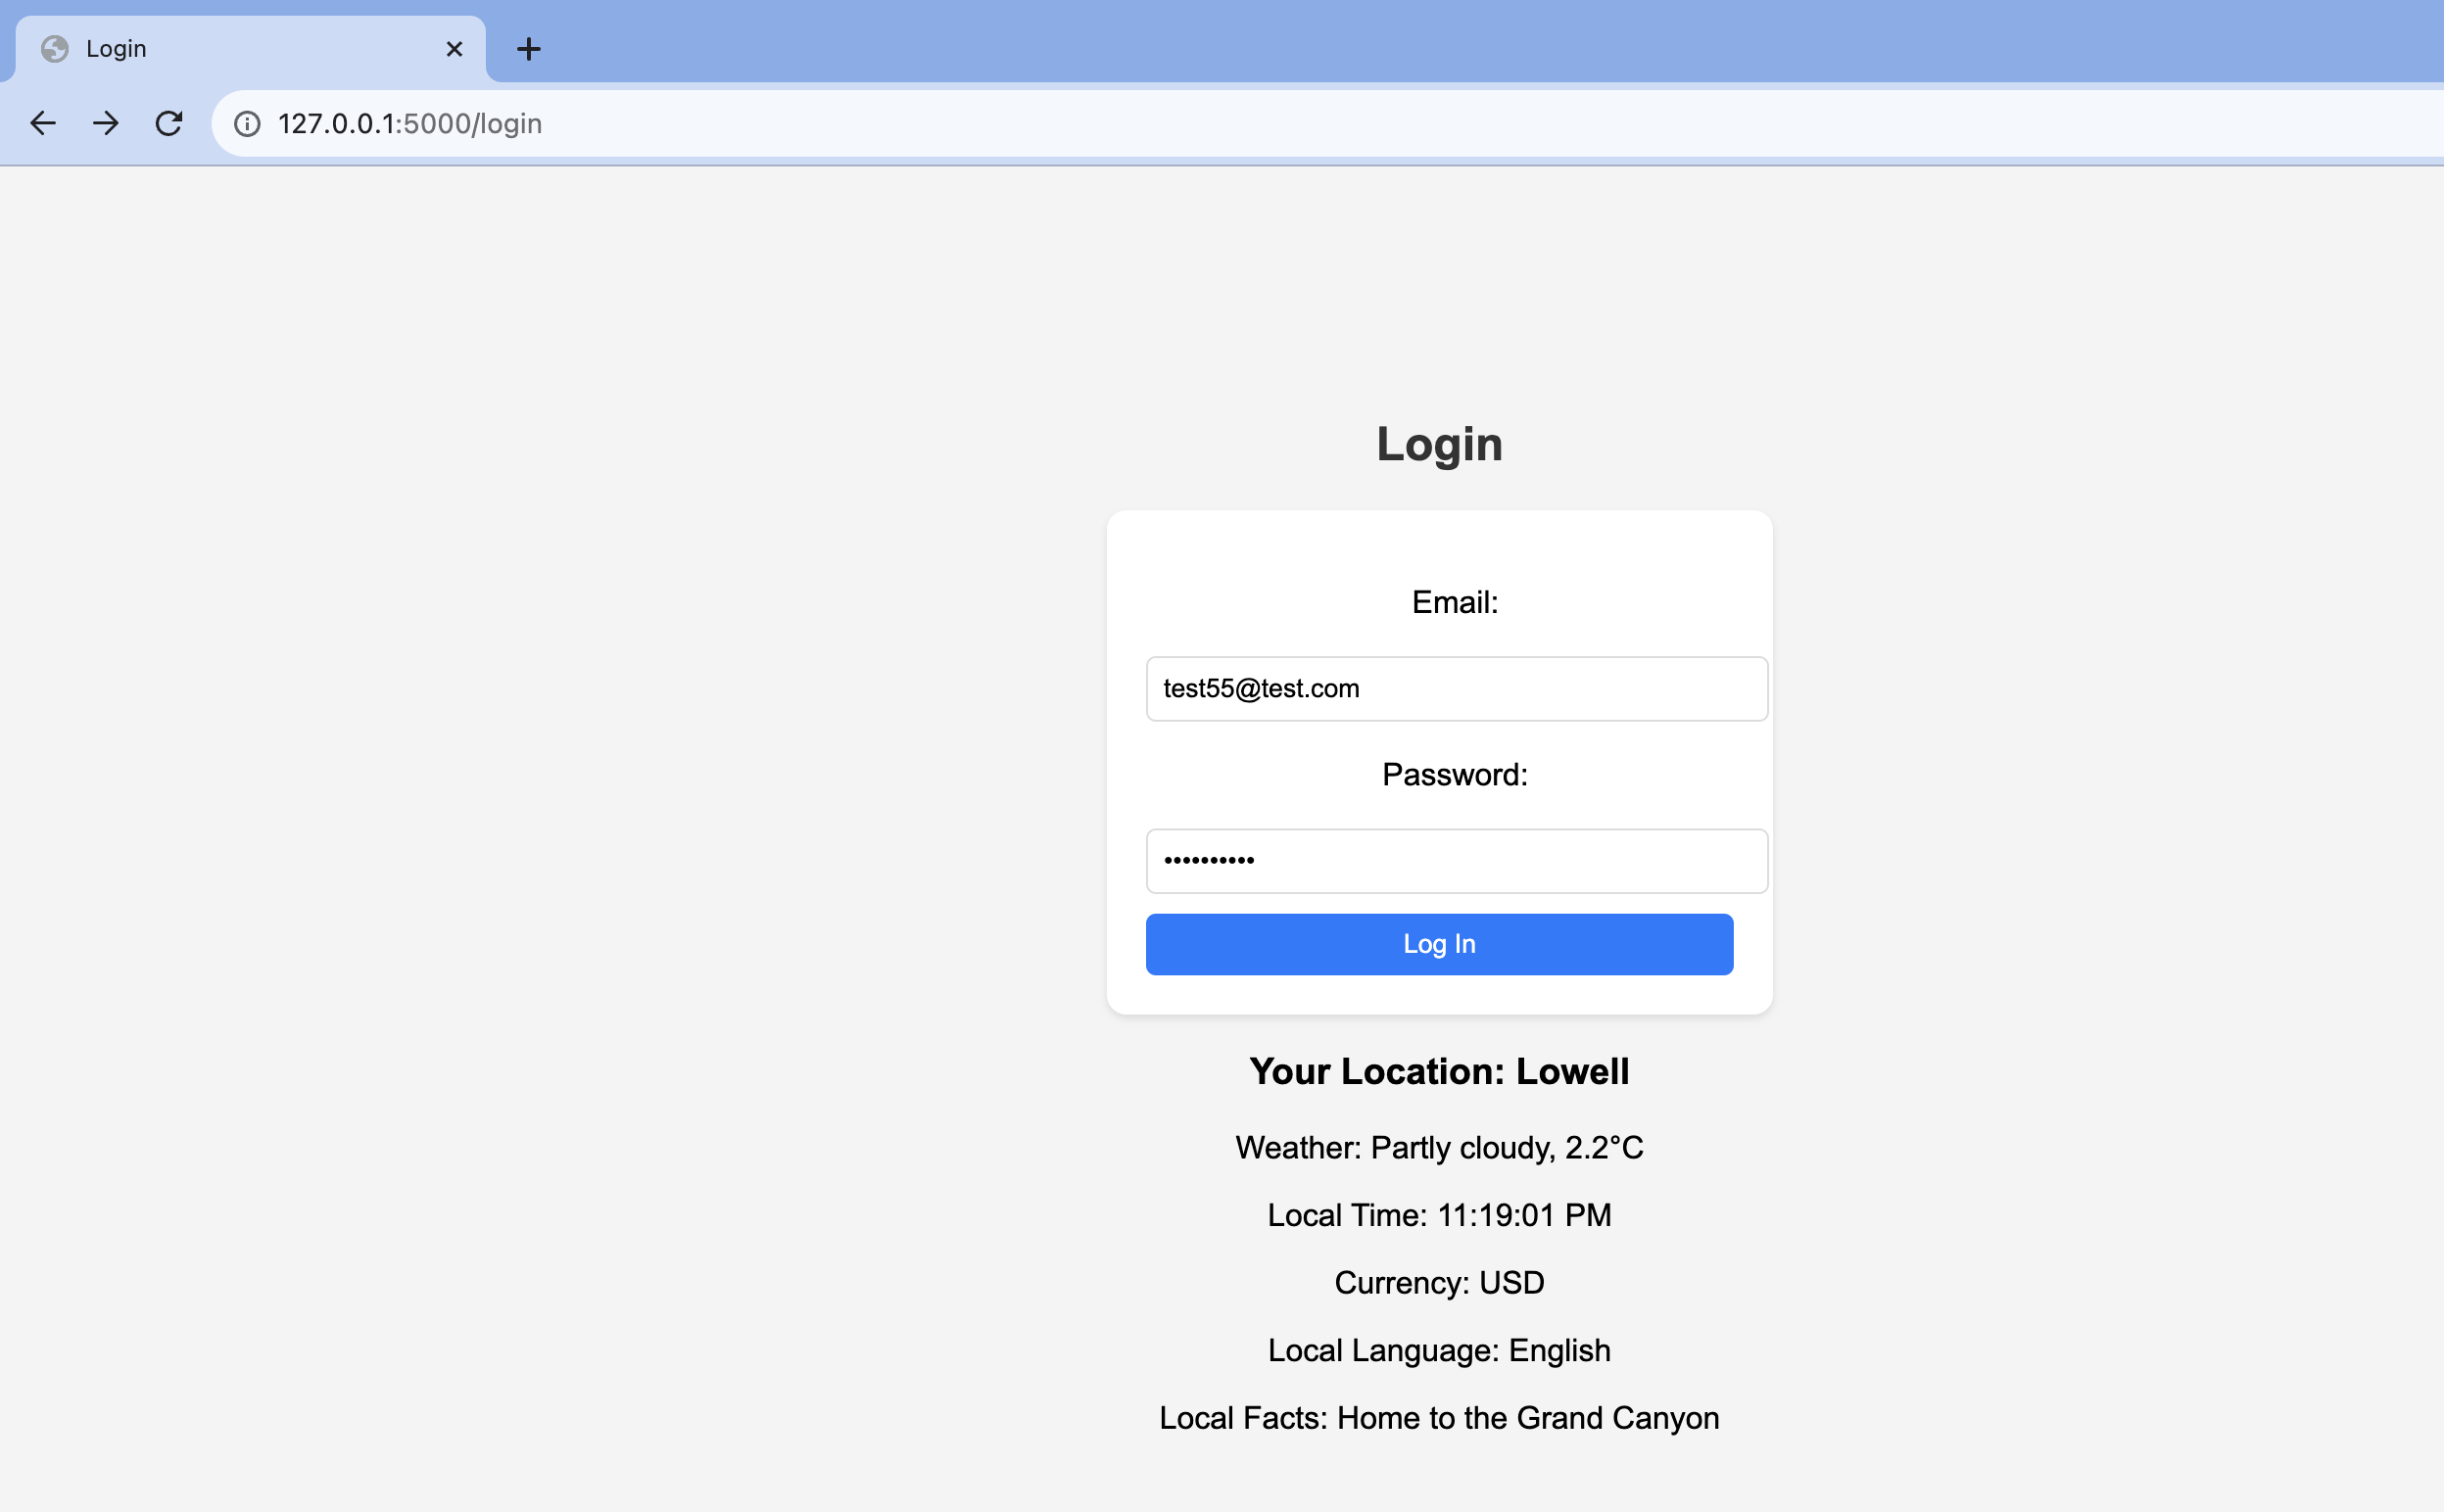 Login
127.0.0.1:5000/login
Login
Email:
test55@test.com
Password:
••••••••••
Log In
Your Location: Lowell
Weather: Partly cloudy, 2.2°C
Local Time: 11:19:01 PM
Currency: USD
Local Language: English
Local Facts: Home to the Grand Canyon